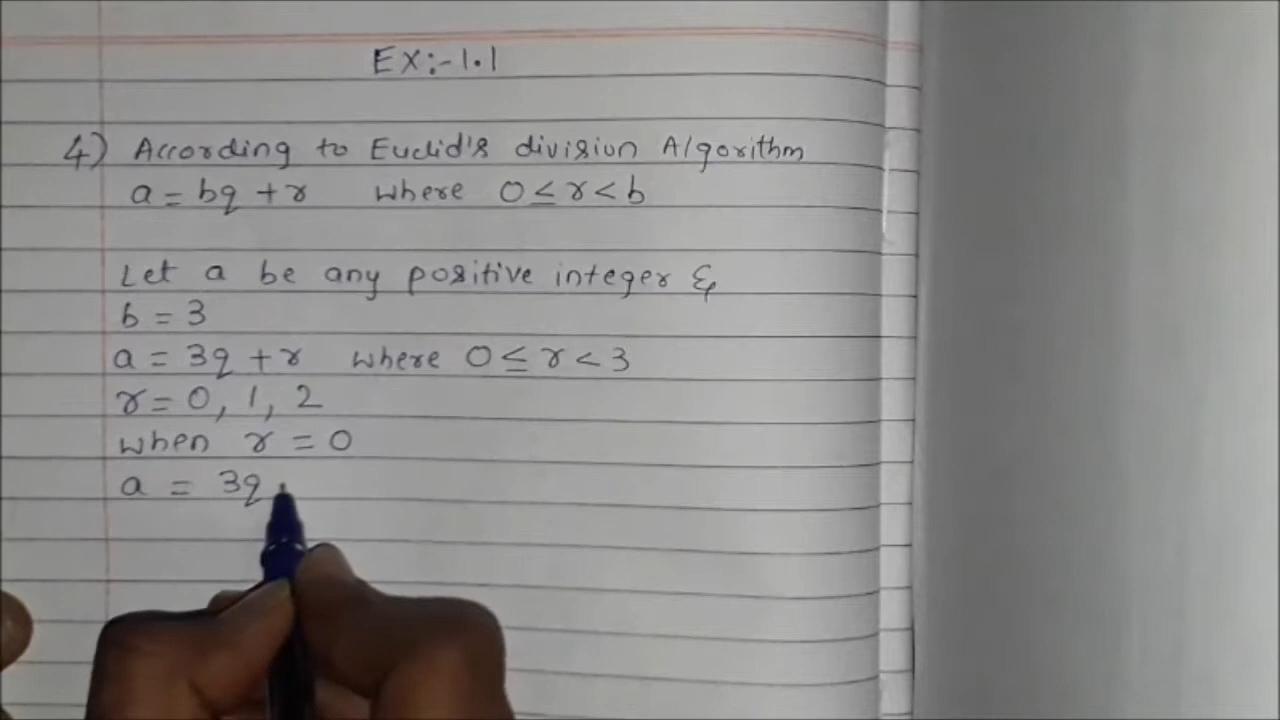 EX:-1.1
4) According to Euclid's division Algorithm
a = bq + r where 0 ≤ r < b
Let a be any positive integer &
b = 3
a = 3q + r where 0 ≤ r < 3
r = 0, 1, 2
when r = 0
a = 3q